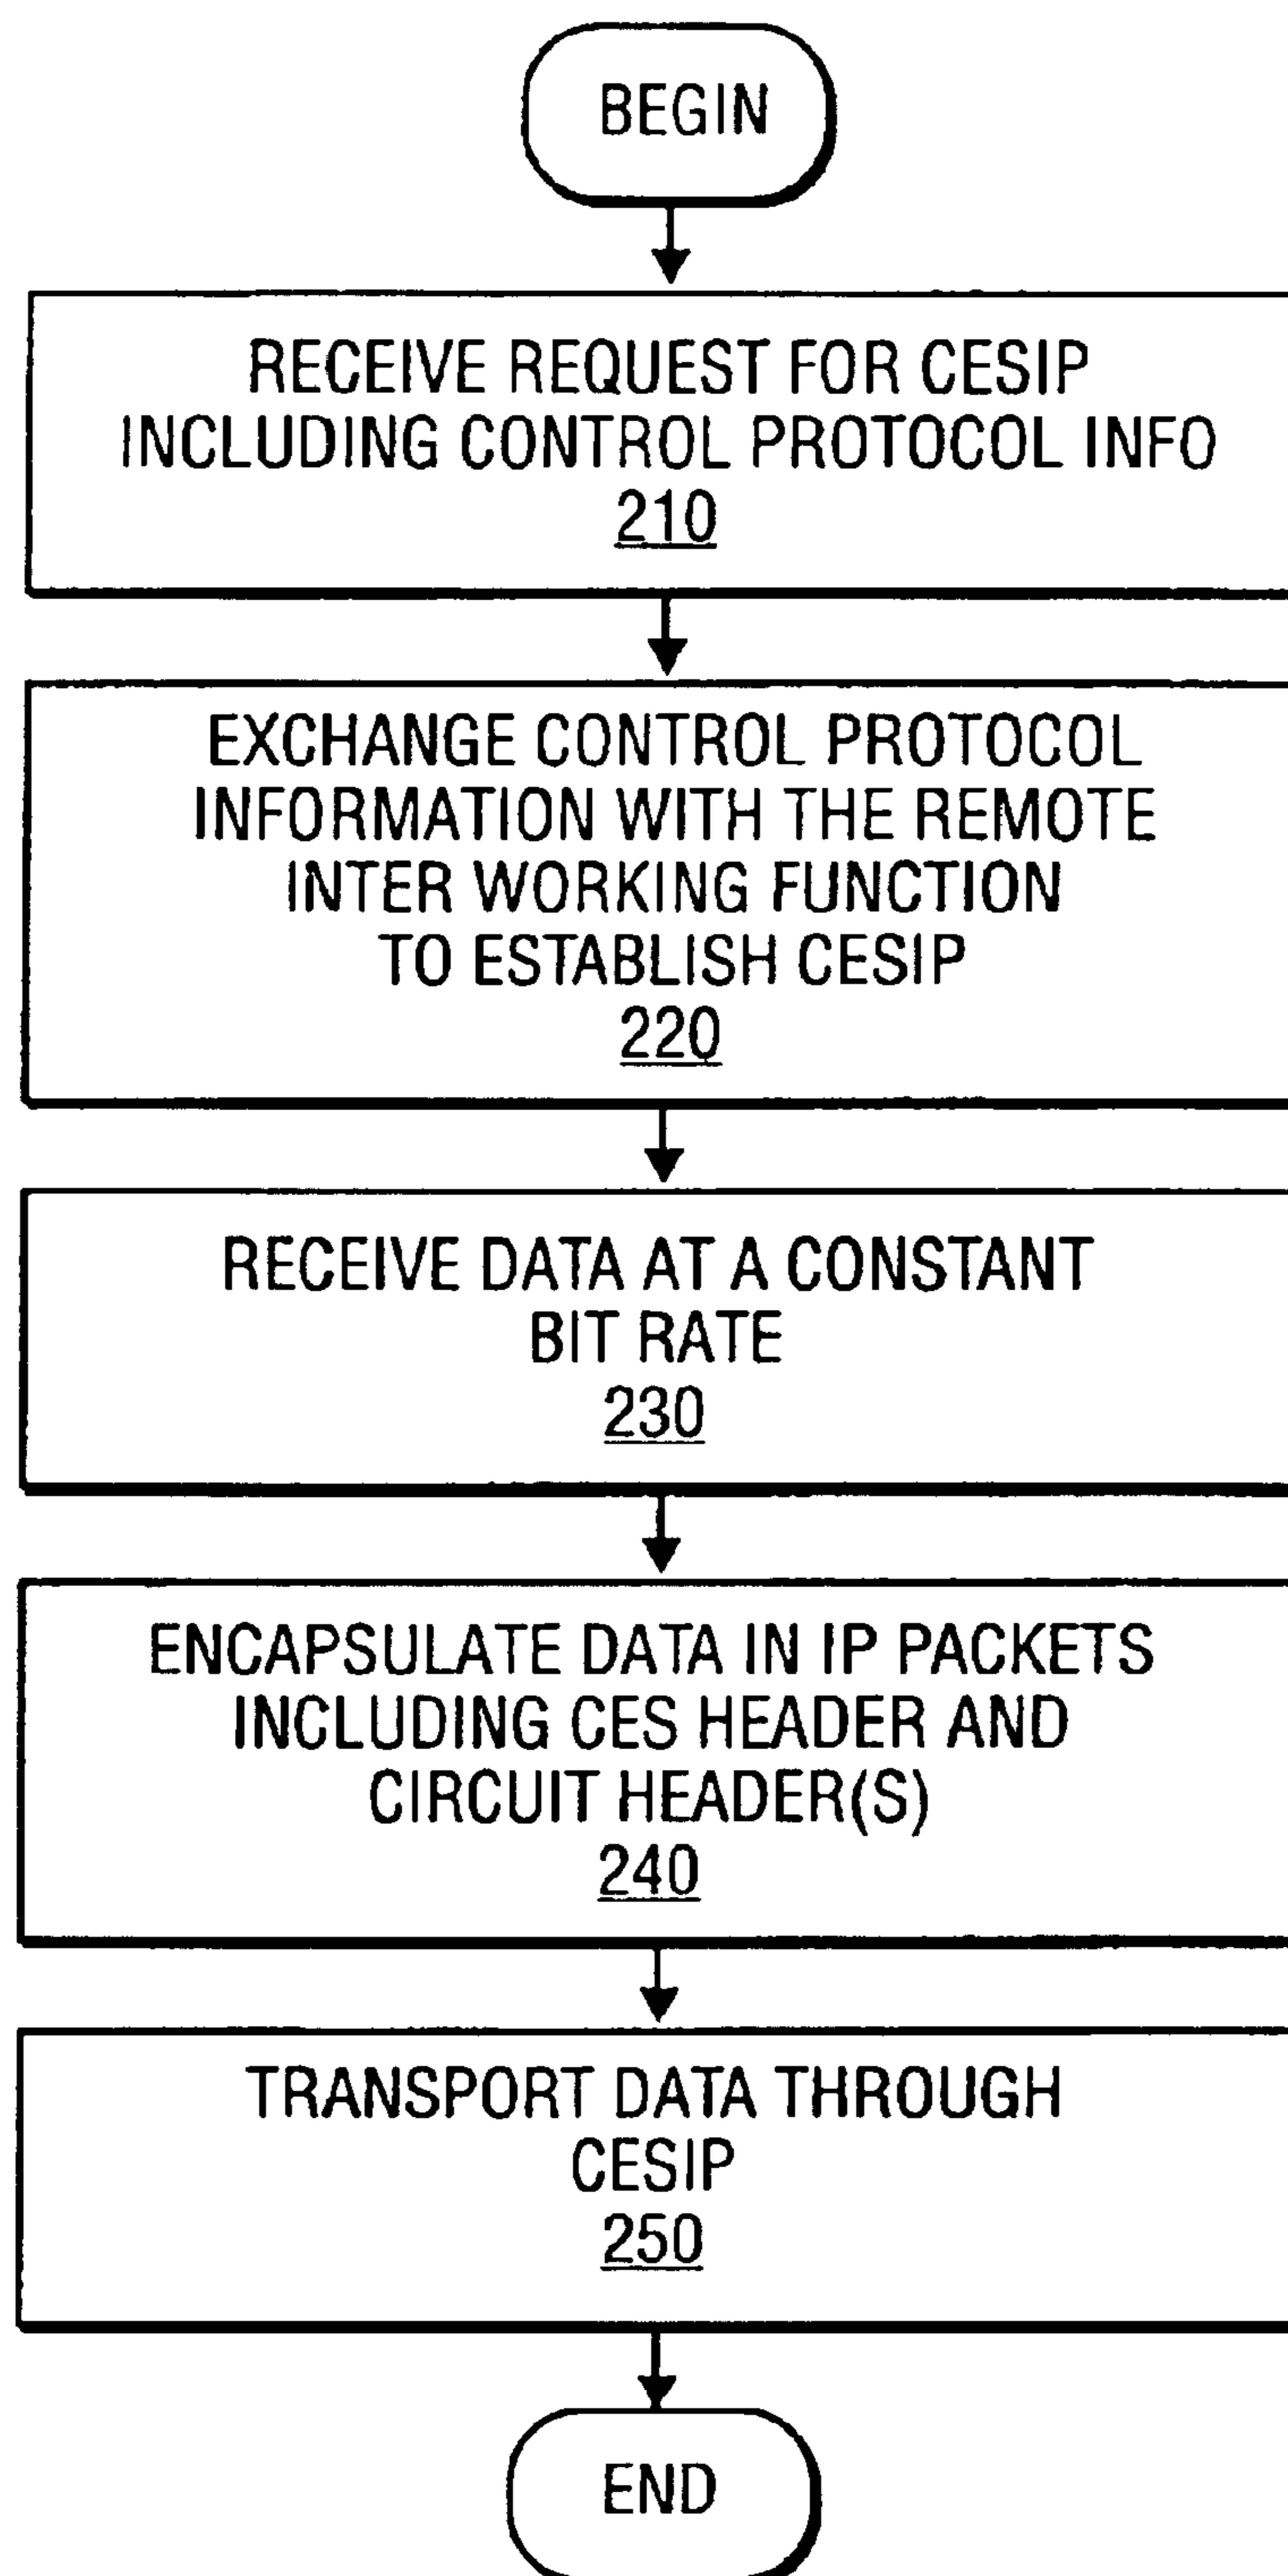 BEGIN
RECEIVE REQUEST FOR CESIP
INCLUDING CONTROL PROTOCOL INFO
210
EXCHANGE CONTROL PROTOCOL
INFORMATION WITH THE REMOTE
INTER WORKING FUNCTION
TO ESTABLISH CESIP
220
RECEIVE DATA AT A CONSTANT
BIT RATE
230
ENCAPSULATE DATA IN IP PACKETS
INCLUDING CES HEADER AND
CIRCUIT HEADER(S)
240
TRANSPORT DATA THROUGH
CESIP
250
END